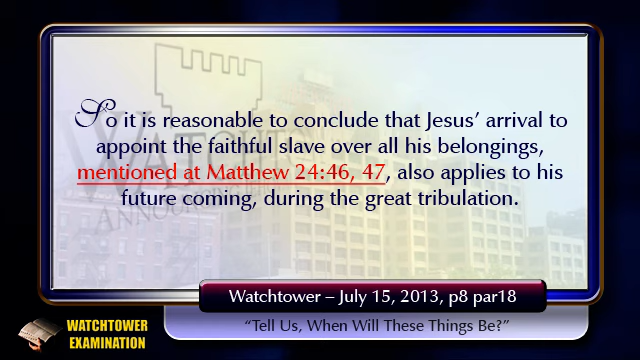 So it is reasonable to conclude that Jesus’ arrival to
appoint the faithful slave over all his belongings,
mentioned at Matthew 24:46, 47, also applies to his
future coming, during the great tribulation.
Watchtower – July 15, 2013, p8 par18
“Tell Us, When Will These Things Be?”
WATCHTOWER
EXAMINATION